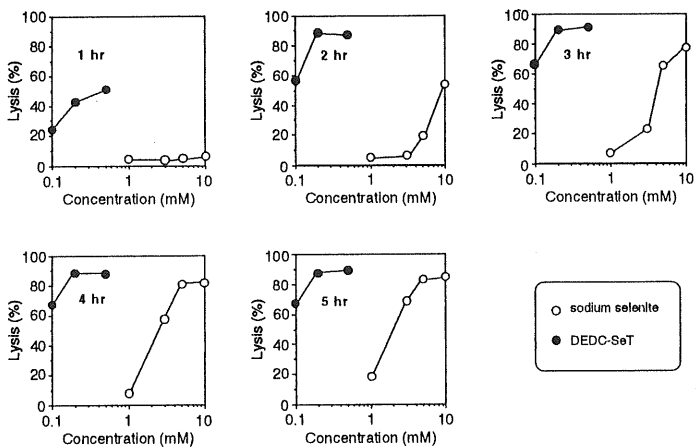 100
80
60
40
20
0
Lysis (%)
1 hr
0.1 1 10
Concentration (mM)
100
80
60
40
20
0
Lysis (%)
2 hr
0.1 1 10
Concentration (mM)
100
80
60
40
20
0
Lysis (%)
3 hr
0.1 1 10
Concentration (mM)
100
80
60
40
20
0
Lysis (%)
4 hr
0.1 1 10
Concentration (mM)
100
80
60
40
20
0
Lysis (%)
5 hr
0.1 1 10
Concentration (mM)
sodium selenite
DEDC-SeT